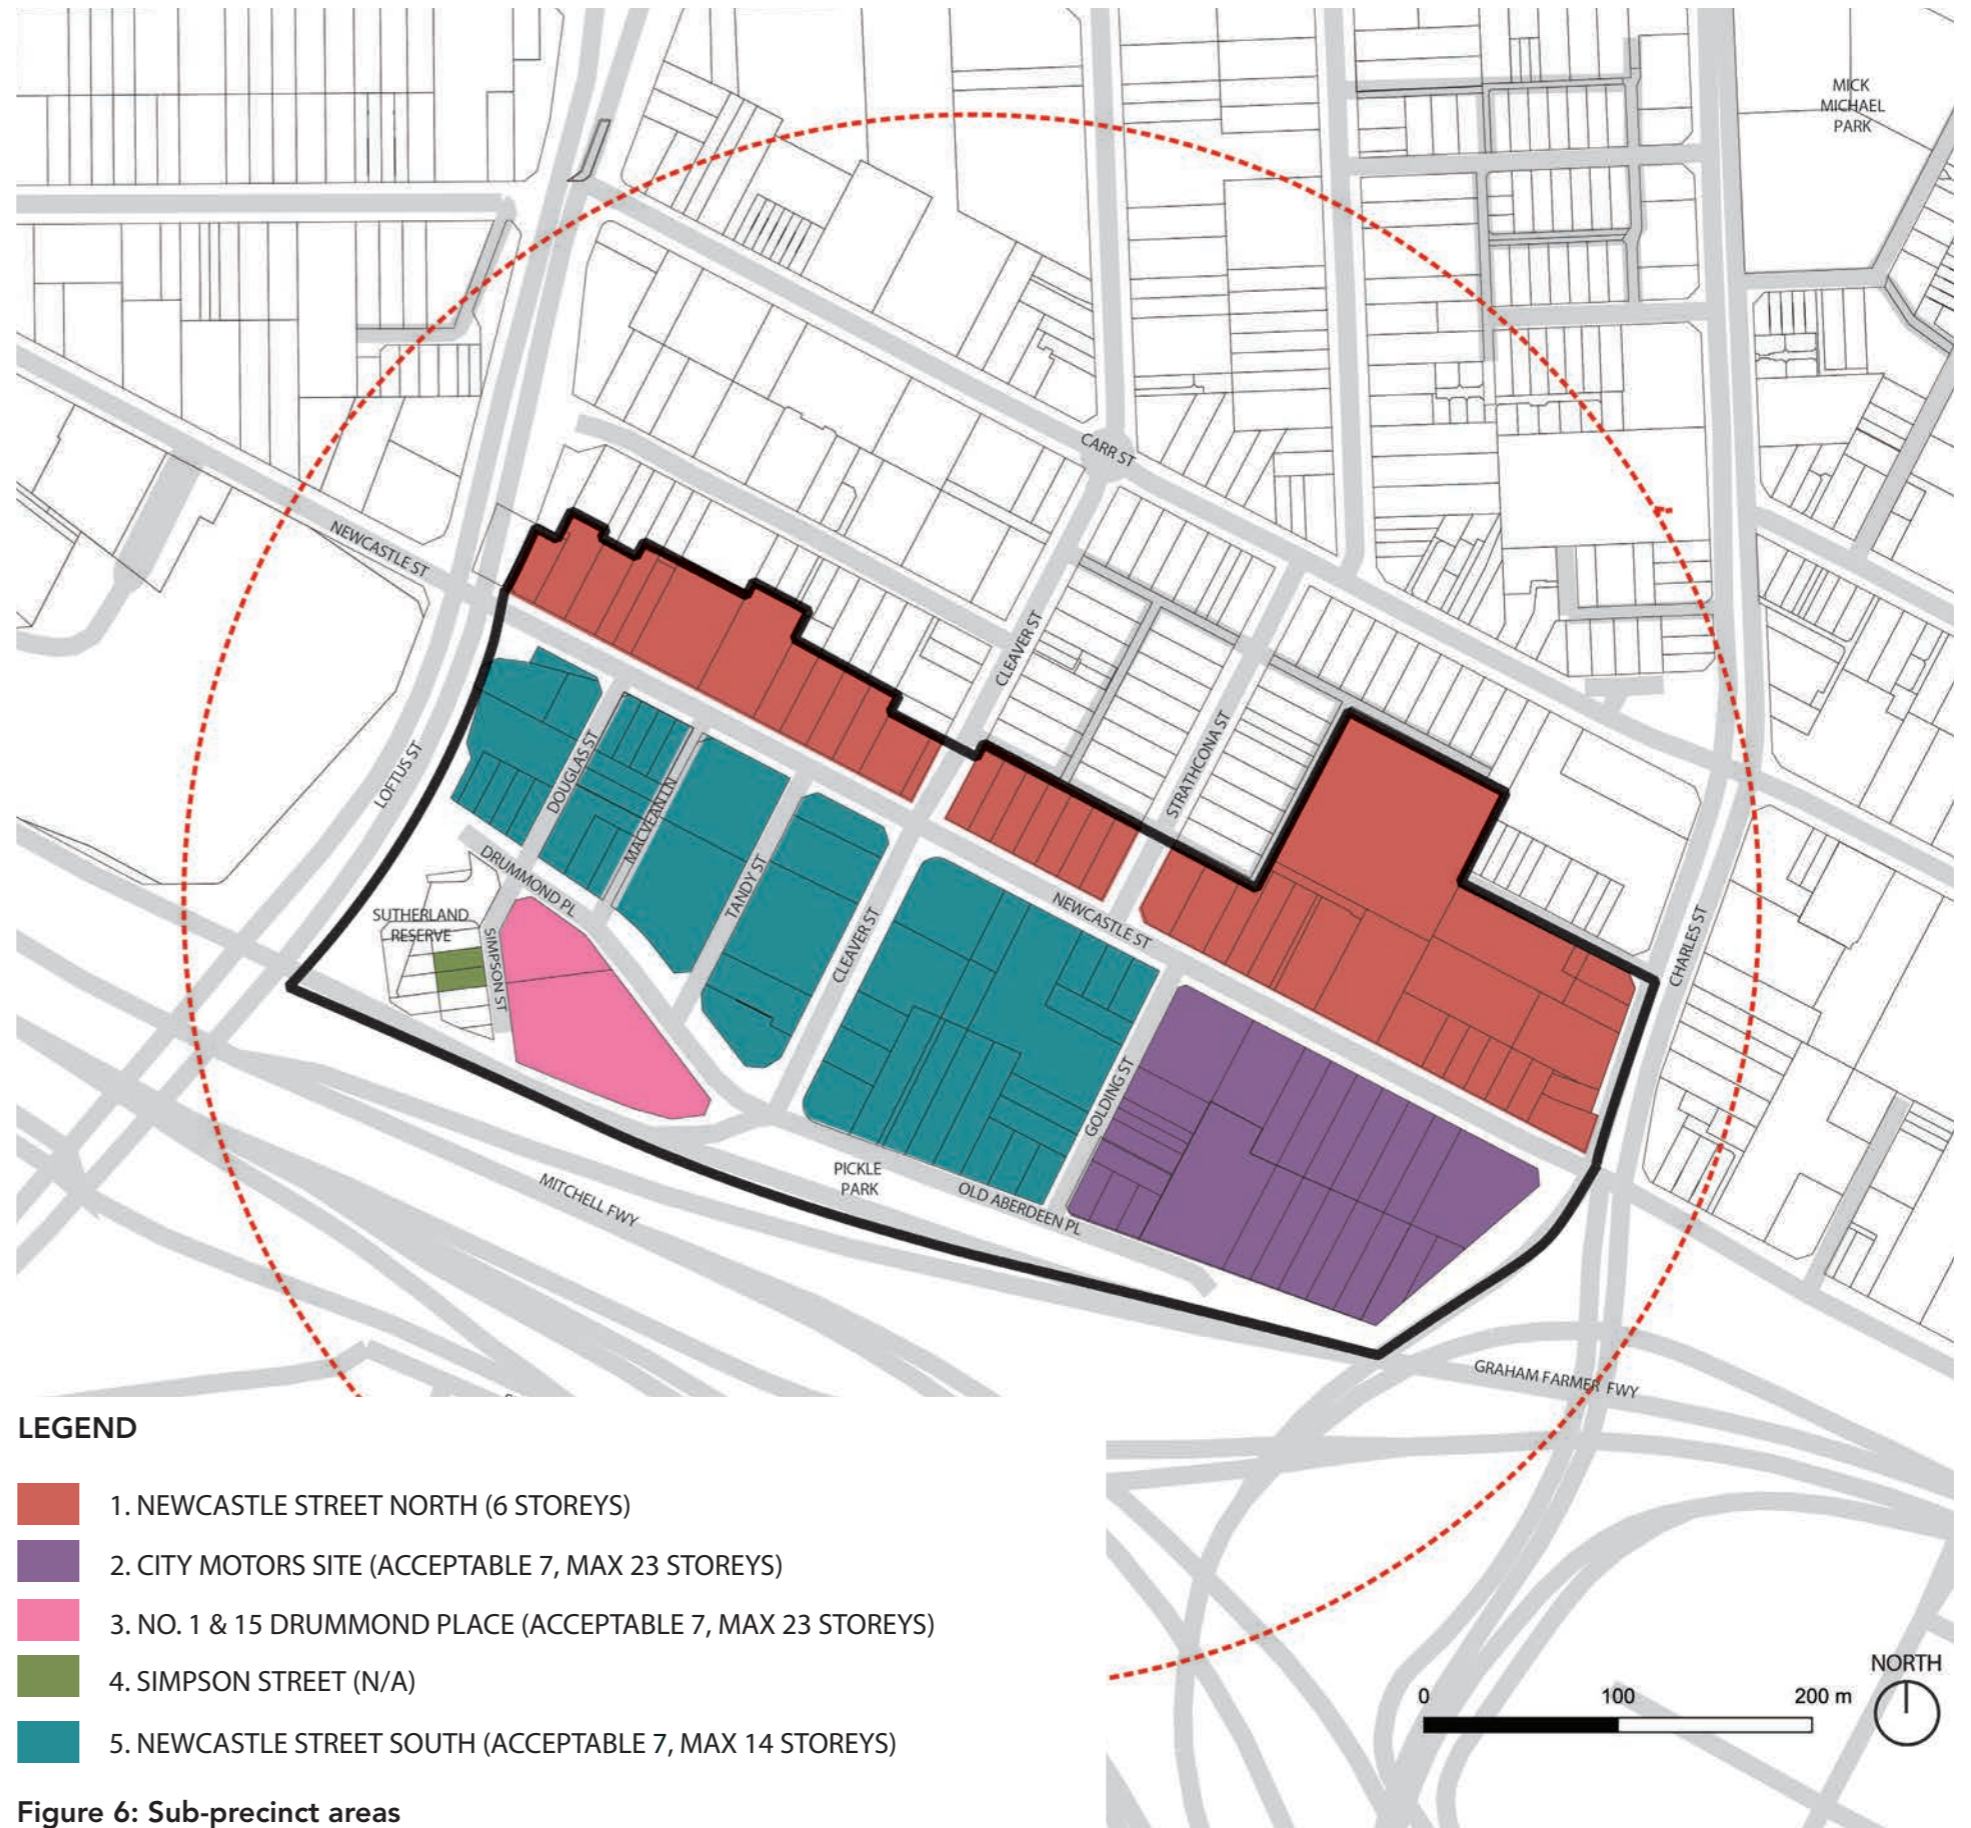 MICK
MICHAEL
PARK
CARR ST
NEWCASTLE ST
CLEAVER ST
STRATHCONA ST
LOFTUS ST
DOUGLAS ST
MACVEAN LN
TANDY ST
DRUMMOND PL
CLEAVER ST
NEWCASTLE ST
CHARLES ST
SUTHERLAND
RESERVE
SIMPSON ST
GOLDING ST
PICKLE
PARK
OLD ABERDEEN PL
MITCHELL FWY
GRAHAM FARMER FWY
LEGEND
1. NEWCASTLE STREET NORTH (6 STOREYS)
2. CITY MOTORS SITE (ACCEPTABLE 7, MAX 23 STOREYS)
3. NO. 1 & 15 DRUMMOND PLACE (ACCEPTABLE 7, MAX 23 STOREYS)
4. SIMPSON STREET (N/A)
5. NEWCASTLE STREET SOUTH (ACCEPTABLE 7, MAX 14 STOREYS)
NORTH
0 100 200 m
Figure 6: Sub-precinct areas